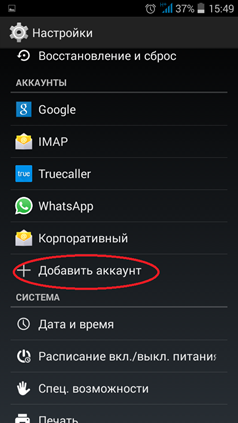 37% 15:49
Настройки
Восстановление и сброс
АККАУНТЫ
Google
IMAP
true Truecaller
WhatsApp
Корпоративный
Добавить аккаунт
СИСТЕМА
Дата и время
Расписание вкл./выкл. питания
Спец. возможности
Печать